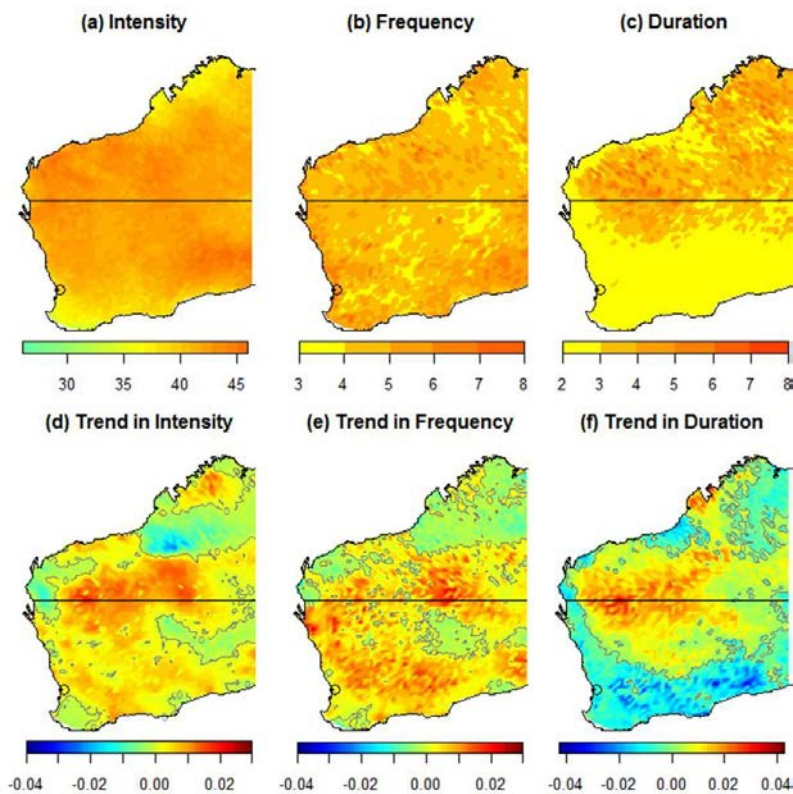 (a) Intensity (b) Frequency (c) Duration
30 35 40 45 3 4 5 6 7 8 2 3 4 5 6 7 8
(d) Trend in Intensity (e) Trend in Frequency (f) Trend in Duration
-0.04 -0.02 0.00 0.02 -0.04 -0.02 0.00 0.02 -0.04 -0.02 0.00 0.02 0.04